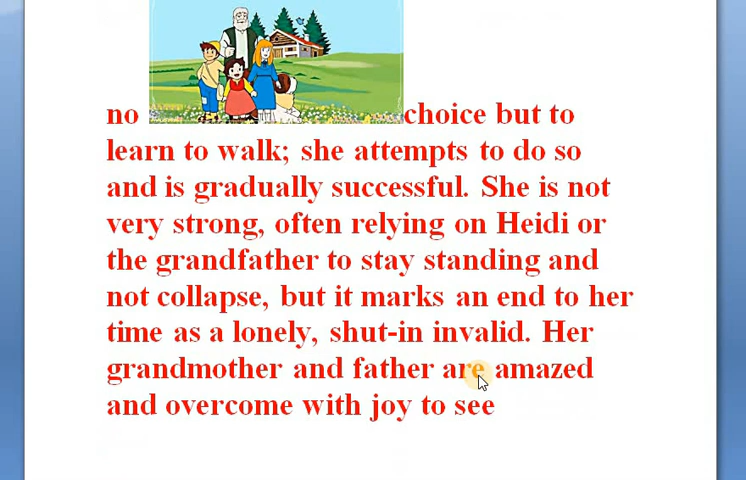 no choice but to
learn to walk; she attempts to do so
and is gradually successful. She is not
very strong, often relying on Heidi or
the grandfather to stay standing and
not collapse, but it marks an end to her
time as a lonely, shut-in invalid. Her
grandmother and father are amazed
and overcome with joy to see